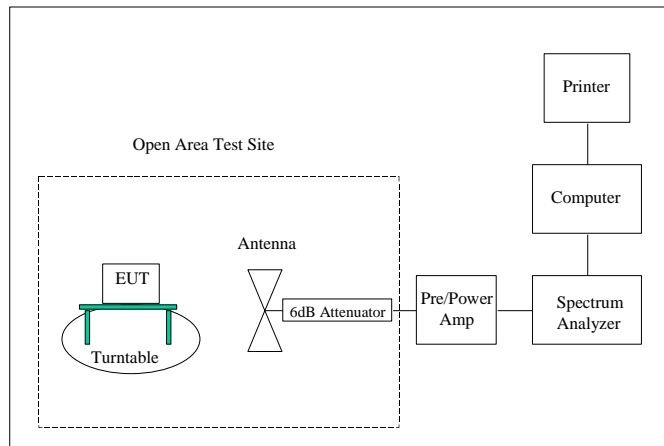 Printer
Open Area Test Site
Computer
Antenna
EUT
6dB Attenuator
Pre/Power
Amp
Spectrum
Analyzer
Turntable